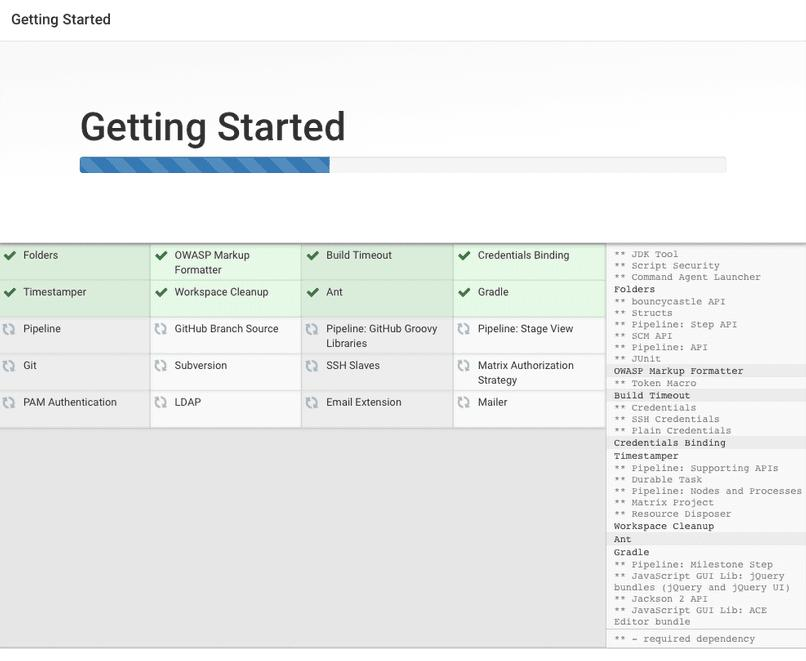 Getting Started
Getting Started
Folders
OWASP Markup
Formatter
Build Timeout
Credentials Binding
Timestamper
Workspace Cleanup
Ant
Gradle
Pipeline
GitHub Branch Source
Pipeline: GitHub Groovy
Libraries
Pipeline: Stage View
Git
Subversion
SSH Slaves
Matrix Authorization
Strategy
PAM Authentication
LDAP
Email Extension
Mailer
** JDK Tool
** Script Security
** Command Agent Launcher
Folders
** bouncycastle API
** Structs
** Pipeline: Step API
** SCM API
** Pipeline: API
** JUnit
OWASP Markup Formatter
** Token Macro
Build Timeout
** Credentials
** SSH Credentials
** Plain Credentials
Credentials Binding
Timestamper
** Pipeline: Supporting APIs
** Durable Task
** Pipeline: Nodes and Processes
** Matrix Project
** Resource Disposer
Workspace Cleanup
Ant
Gradle
** Pipeline: Milestone Step
** JavaScript GUI Lib: jQuery
bundles (jQuery and jQuery UI)
** Jackson 2 API
** JavaScript GUI Lib: ACE
Editor bundle
** - required dependency